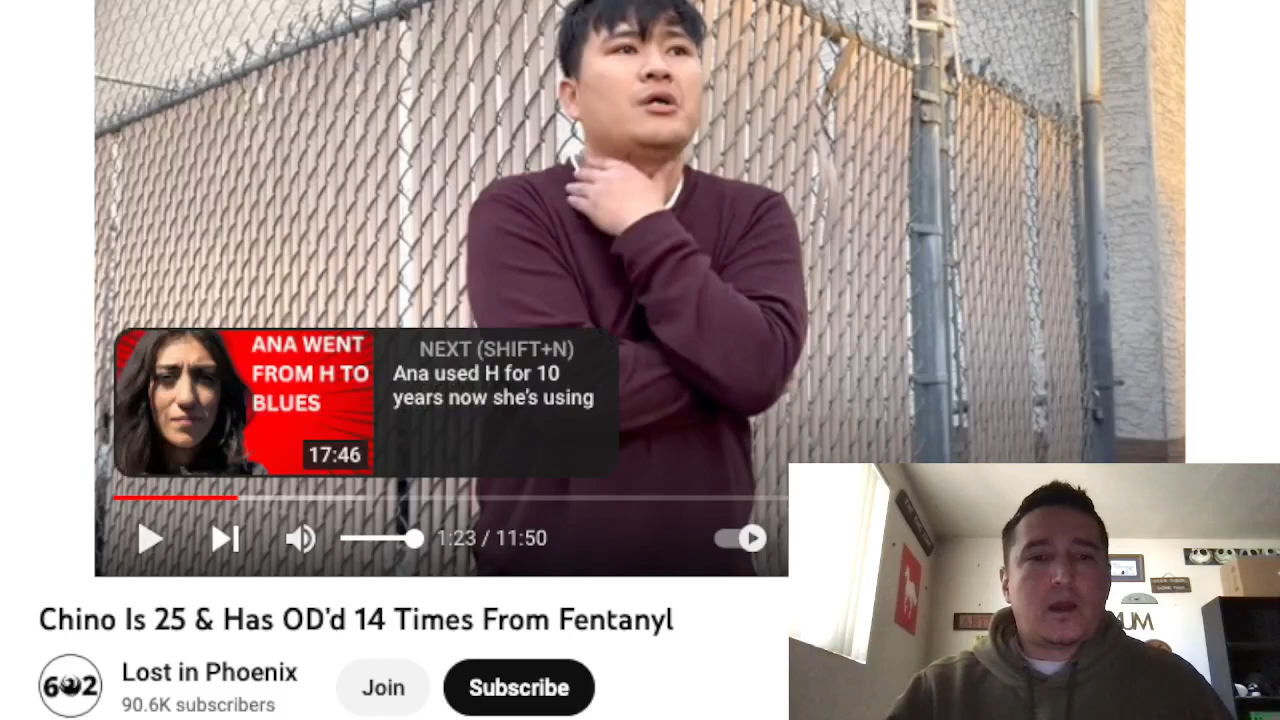 ANA WENT
FROM H TO
BLUES
17:46
NEXT (SHIFT+N)
Ana used H for 10
years now she's using
1:23 / 11:50
Chino Is 25 & Has OD'd 14 Times From Fentanyl
602
Lost in Phoenix
90.6K subscribers
Join
Subscribe